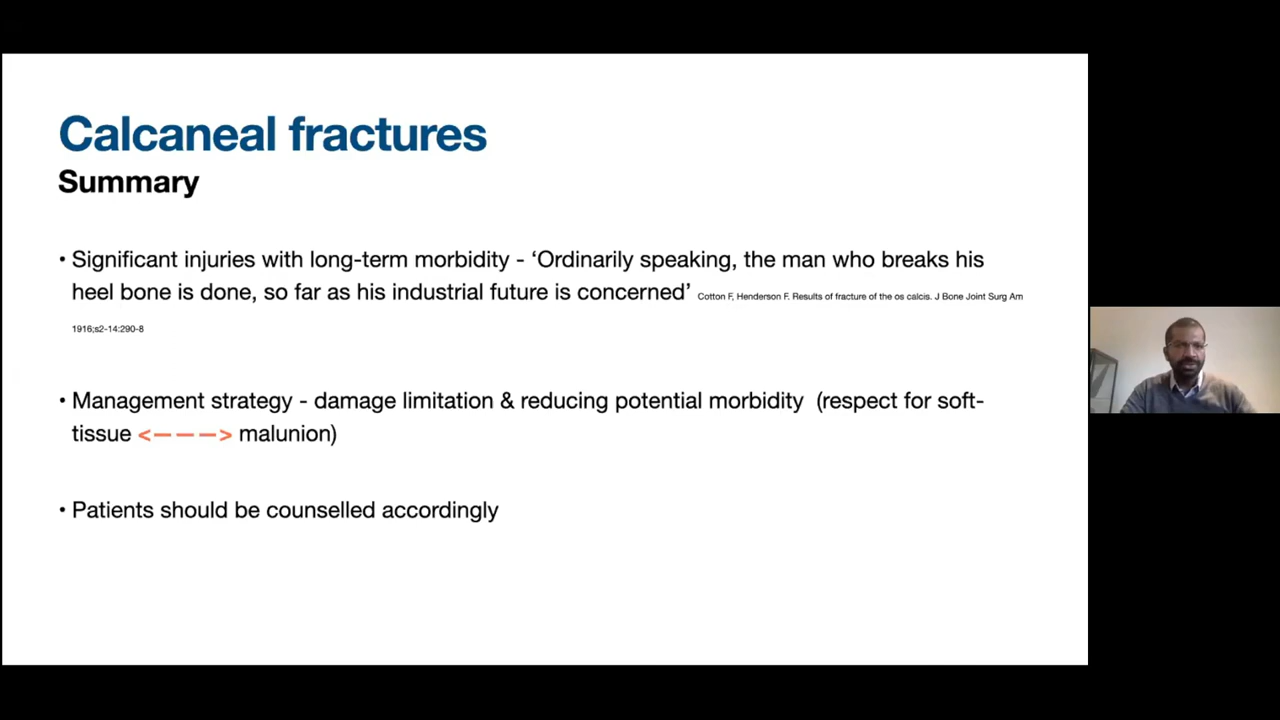 Calcaneal fractures
Summary
• Significant injuries with long-term morbidity - ‘Ordinarily speaking, the man who breaks his
heel bone is done, so far as his industrial future is concerned’ Cotton F, Henderson F. Results of fracture of the os calcis. J Bone Joint Surg Am
1916;s2-14:290-8
• Management strategy - damage limitation & reducing potential morbidity (respect for soft-
tissue <– – –> malunion)
• Patients should be counselled accordingly